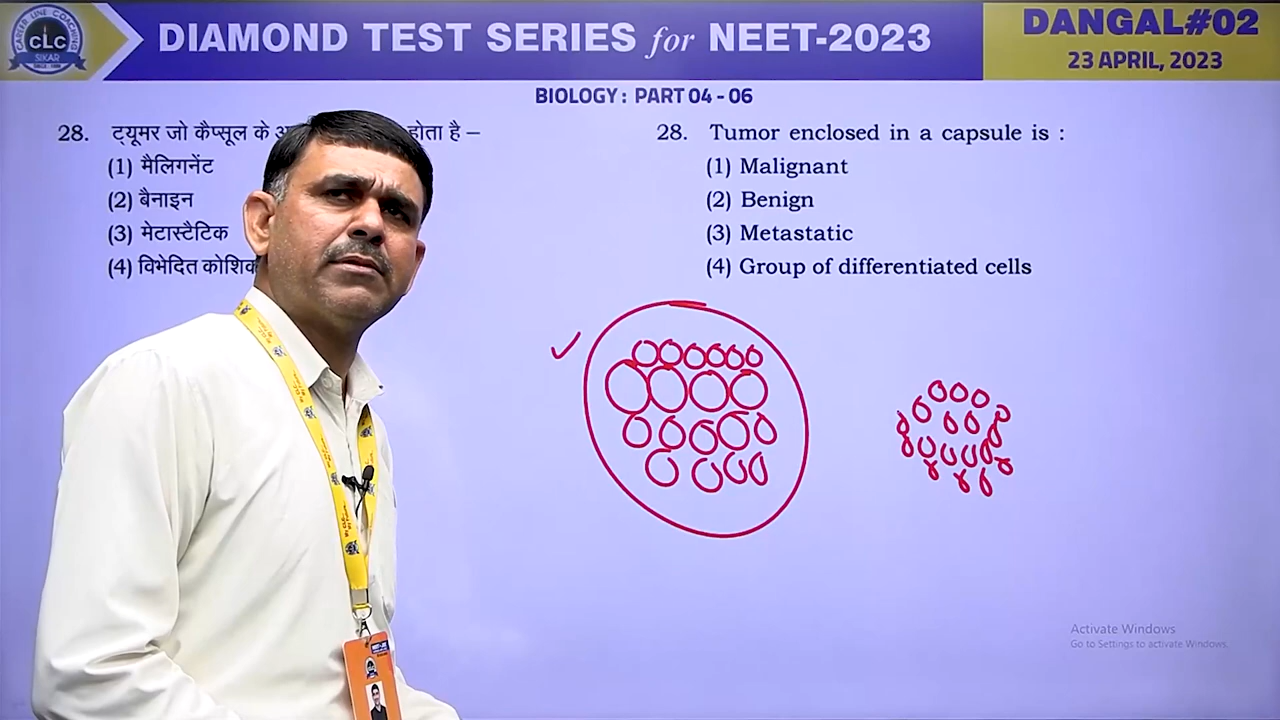 CAREER LINE COACHING
CLC
SIKAR
DIAMOND TEST SERIES for NEET-2023
DANGAL#02
23 APRIL, 2023
BIOLOGY : PART 04 - 06
28. ट्यूमर जो कैप्सूल के होता है –
(1) मैलिगनेंट
(2) बैनाइन
(3) मेटास्टैटिक
(4) विभेदित
28. Tumor enclosed in a capsule is :
(1) Malignant
(2) Benign
(3) Metastatic
(4) Group of differentiated cells
Activate Windows
Go to Settings to activate Windows.